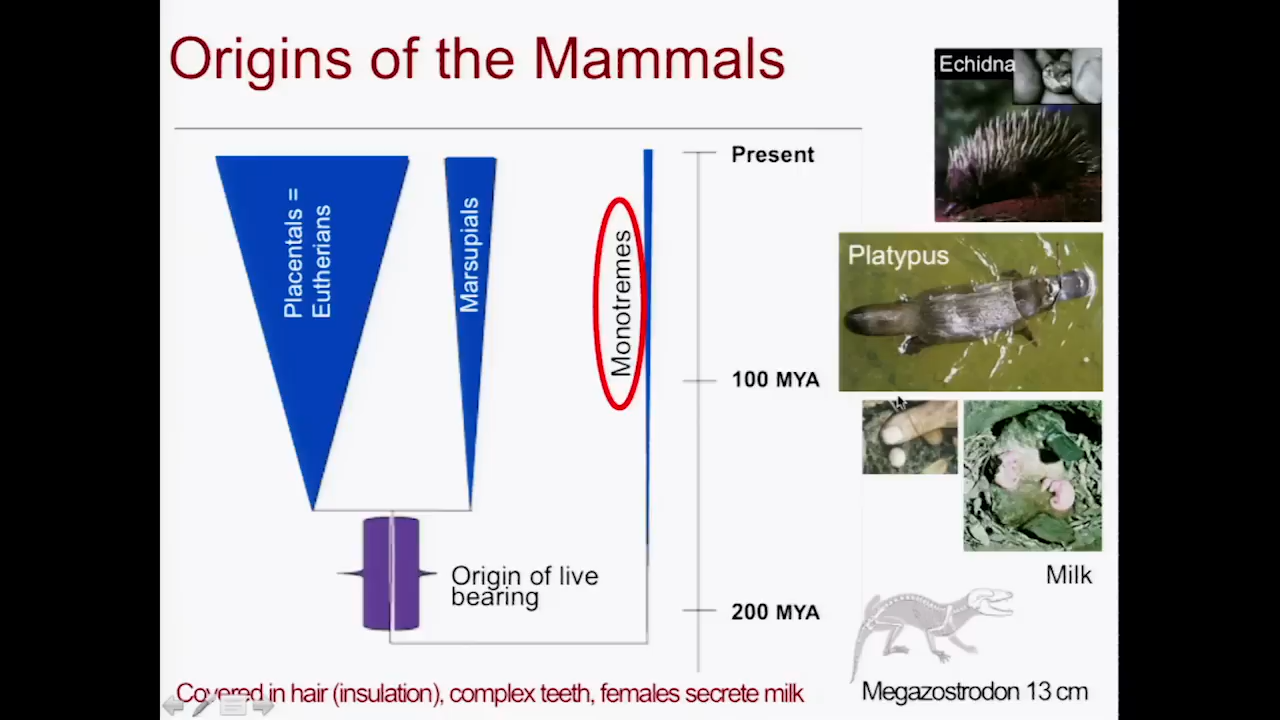 Origins of the Mammals
Echidna
Present
Placentals =
Eutherians
Marsupials
Monotremes
Platypus
100 MYA
Origin of live
bearing
Milk
200 MYA
Covered in hair (insulation), complex teeth, females secrete milk
Megazostrodon 13 cm